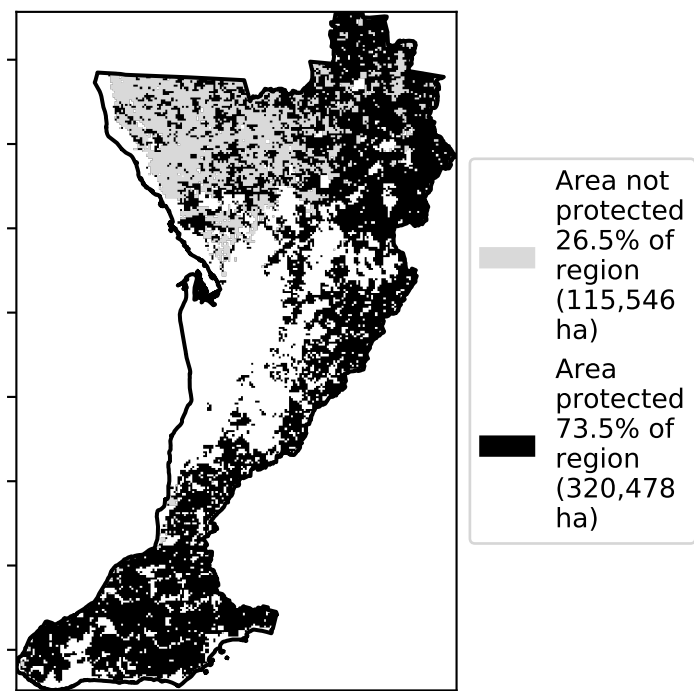 Area not
protected
26.5% of
region
(115,546
ha)
Area
protected
73.5% of
region
(320,478
ha)